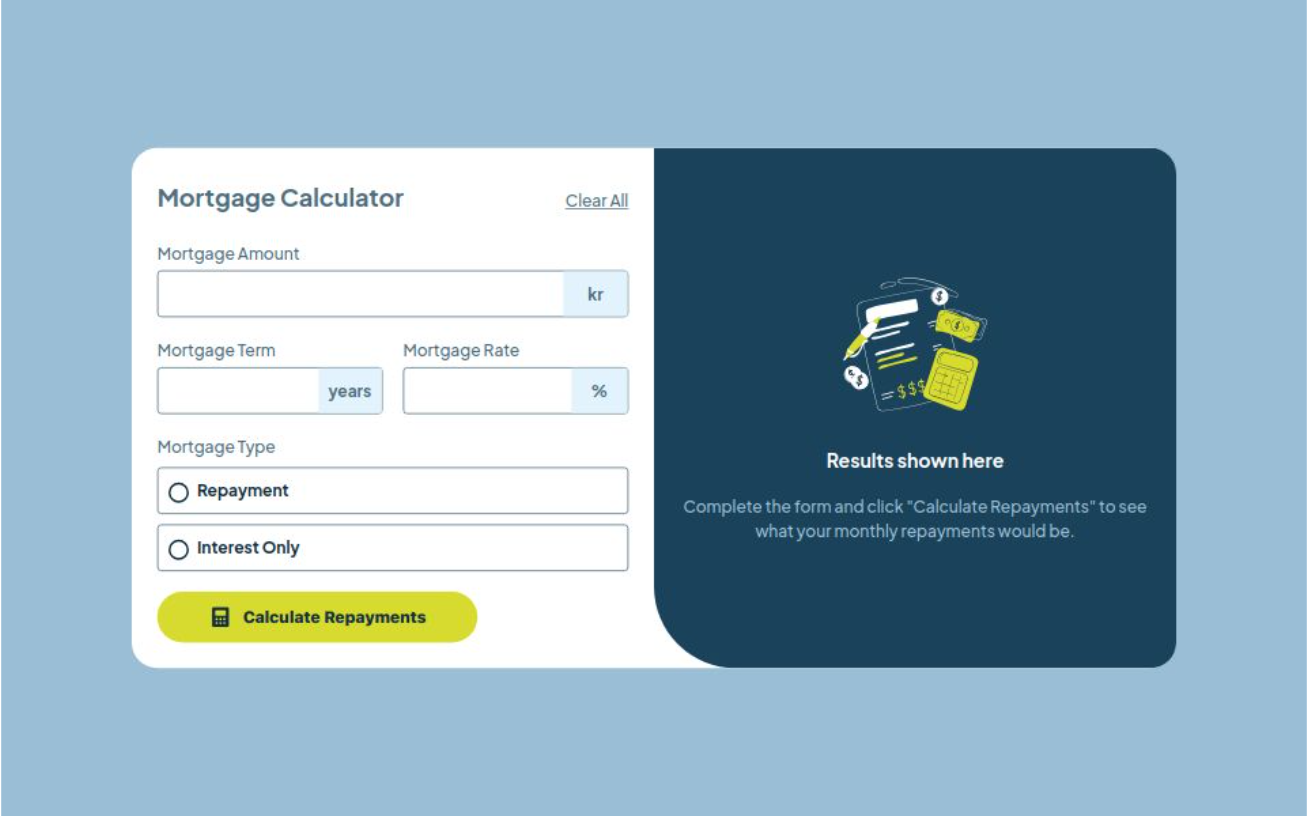 Mortgage Calculator
Clear All
Mortgage Amount
kr
Mortgage Term
Mortgage Rate
years
%
Mortgage Type
Repayment
Interest Only
Calculate Repayments
$
$
$
$$$
Results shown here
Complete the form and click "Calculate Repayments" to see
what your monthly repayments would be.